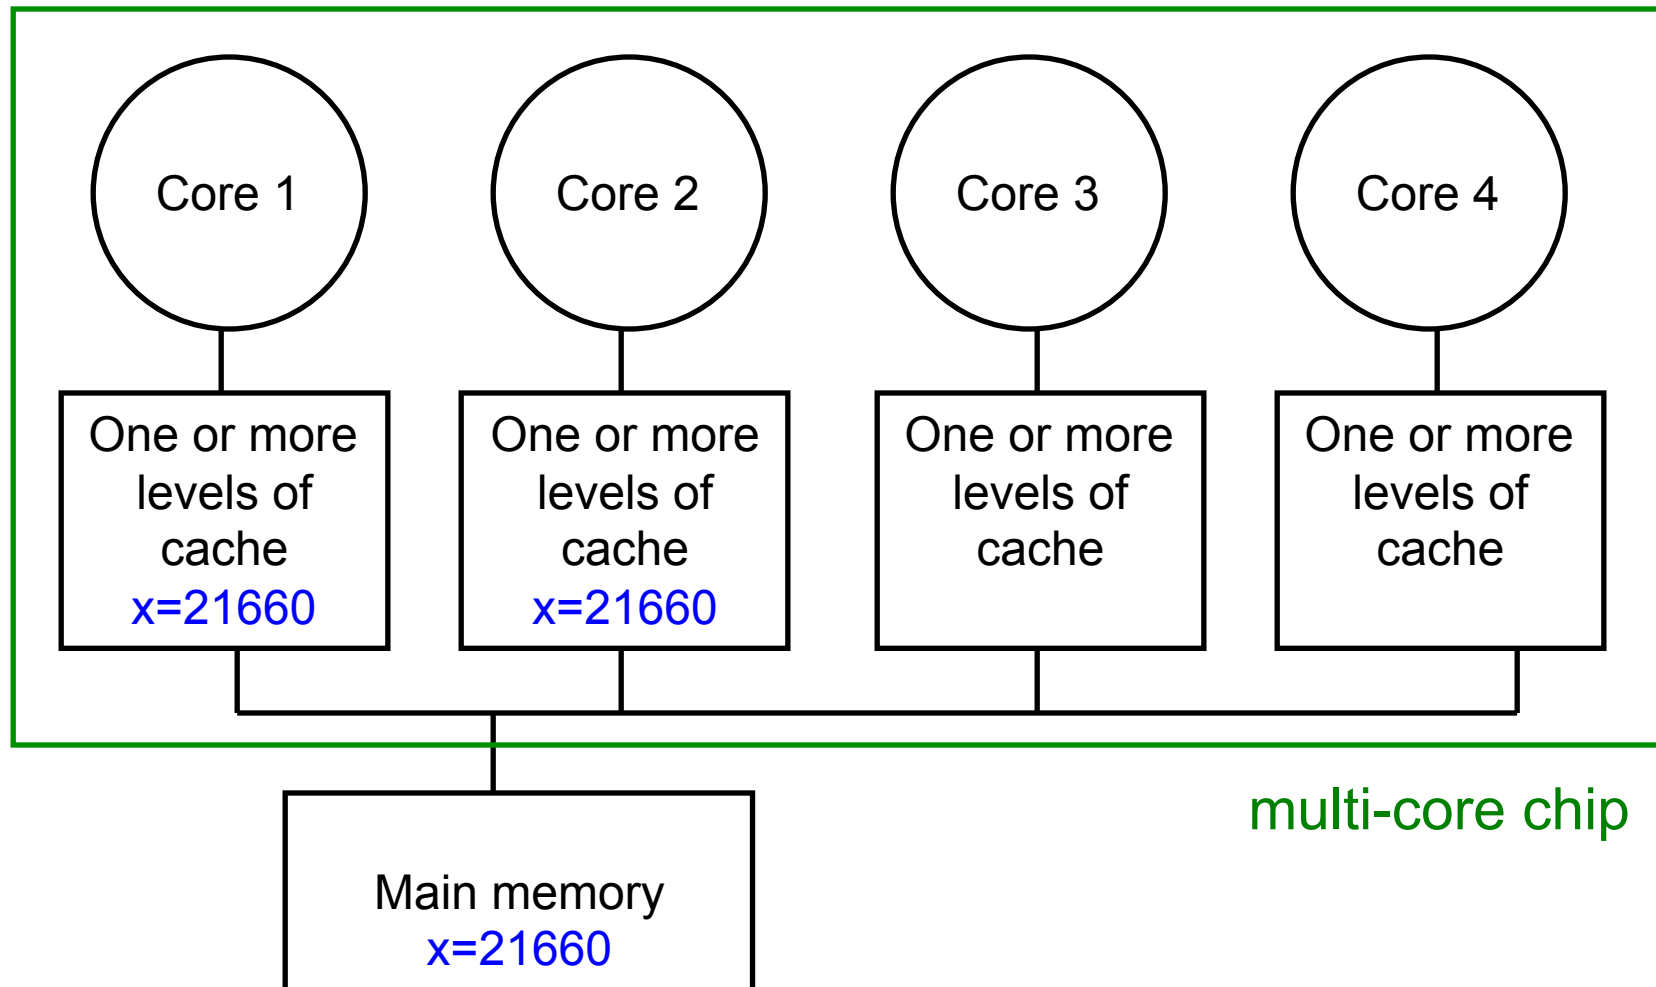 Core 1
Core 2
Core 3
Core 4
One or more
levels of
cache
x=21660
One or more
levels of
cache
x=21660
One or more
levels of
cache
One or more
levels of
cache
multi-core chip
Main memory
x=21660